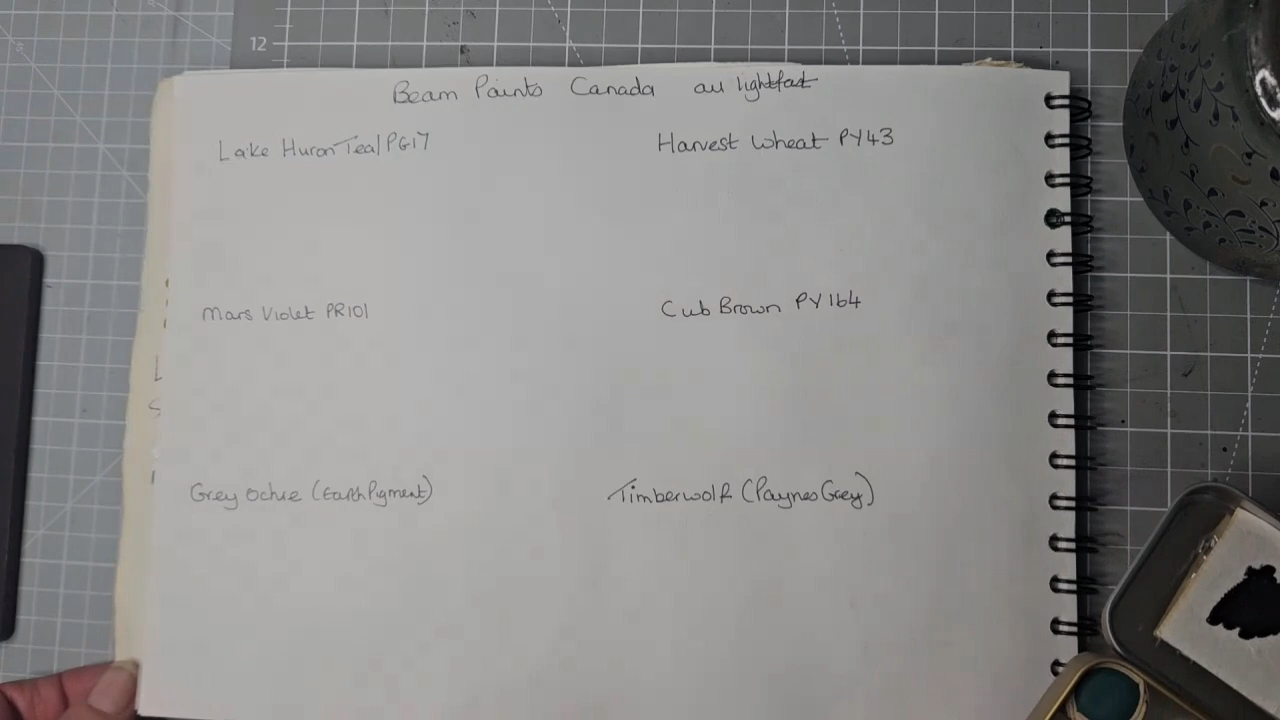 12
Beam Paints Canada all lightfast
Lake Huron Teal PG17
Harvest Wheat PY43
Mars Violet PR101
Cub Brown PY164
Grey Ochre (Earth Pigment)
Timberwolf (Paynes Grey)